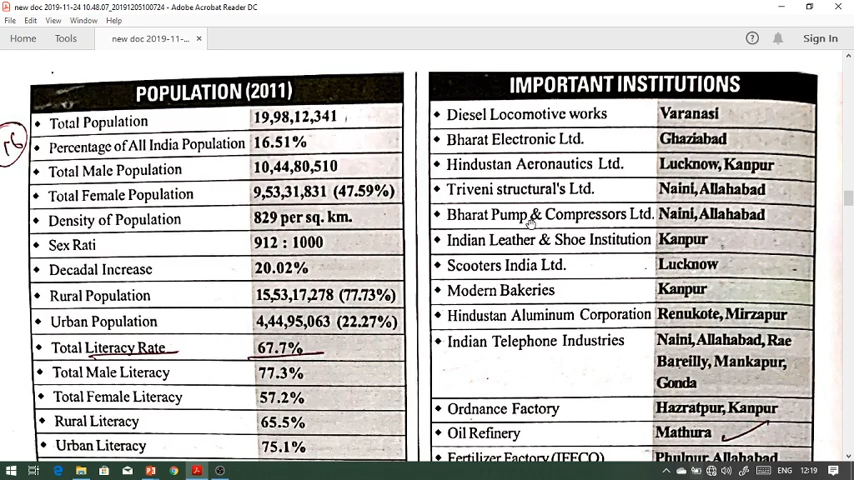 new doc 2019-11-24 10.48.07_20191205100724 - Adobe Acrobat Reader DC
File Edit View Window Help
Home Tools new doc 2019-11-... × Sign In
POPULATION (2011)
Total Population 19,98,12,341
Percentage of All India Population 16.51%
Total Male Population 10,44,80,510
Total Female Population 9,53,31,831 (47.59%)
Density of Population 829 per sq. km.
Sex Rati 912 : 1000
Decadal Increase 20.02%
Rural Population 15,53,17,278 (77.73%)
Urban Population 4,44,95,063 (22.27%)
Total Literacy Rate 67.7%
Total Male Literacy 77.3%
Total Female Literacy 57.2%
Rural Literacy 65.5%
Urban Literacy 75.1%
IMPORTANT INSTITUTIONS
Diesel Locomotive works Varanasi
Bharat Electronic Ltd. Ghaziabad
Hindustan Aeronautics Ltd. Lucknow, Kanpur
Triveni structural's Ltd. Naini, Allahabad
Bharat Pump & Compressors Ltd. Naini, Allahabad
Indian Leather & Shoe Institution Kanpur
Scooters India Ltd. Lucknow
Modern Bakeries Kanpur
Hindustan Aluminum Corporation Renukote, Mirzapur
Indian Telephone Industries Naini, Allahabad, Rae
Bareilly, Mankapur,
Gonda
Ordnance Factory Hazratpur, Kanpur
Oil Refinery Mathura
Fertilizer Factory (IFFCO) Phulpur, Allahabad
ENG 12:19